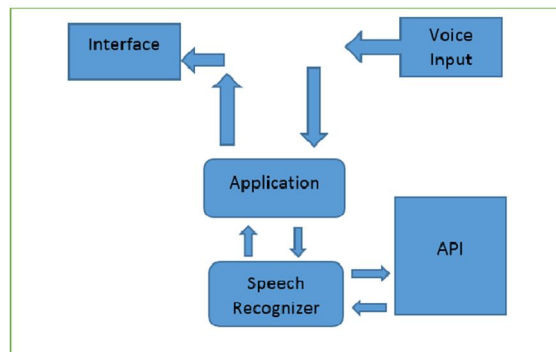 Interface
Voice
Input
Application
API
Speech
Recognizer